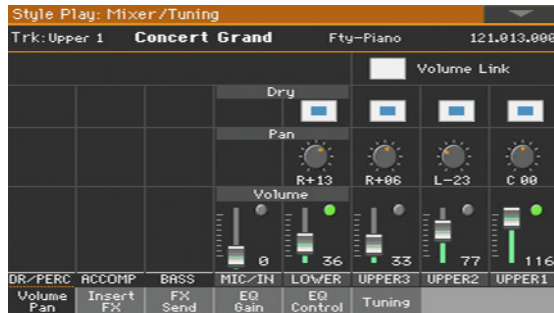 Style Play: Mixer/Tuning
Trk: Upper 1 Concert Grand Fty-Piano 121.013.000
Volume Link
Dry
Pan
R+13 R+06 L-23 C 00
Volume
0 36 33 77 116
DR/PERC ACCOMP BASS MIC/IN LOWER UPPER3 UPPER2 UPPER1
Volume Pan Insert FX FX Send EQ Gain EQ Control Tuning